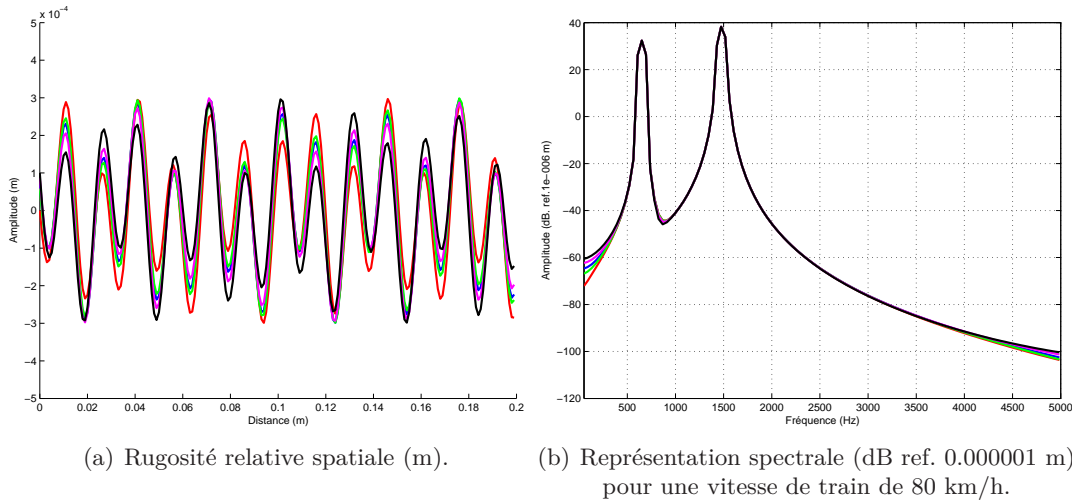 x 10⁻⁴
5
4
3
2
1
0
−1
−2
−3
−4
−5
Amplitude (m)
0 0.02 0.04 0.06 0.08 0.1 0.12 0.14 0.16 0.18 0.2
Distance (m)
(a) Rugosité relative spatiale (m).
40
20
0
−20
−40
−60
−80
−100
−120
Amplitude (dB. ref.1e−006 m)
500 1000 1500 2000 2500 3000 3500 4000 4500 5000
Fréquence (Hz)
(b) Représentation spectrale (dB ref. 0.000001 m)
pour une vitesse de train de 80 km/h.